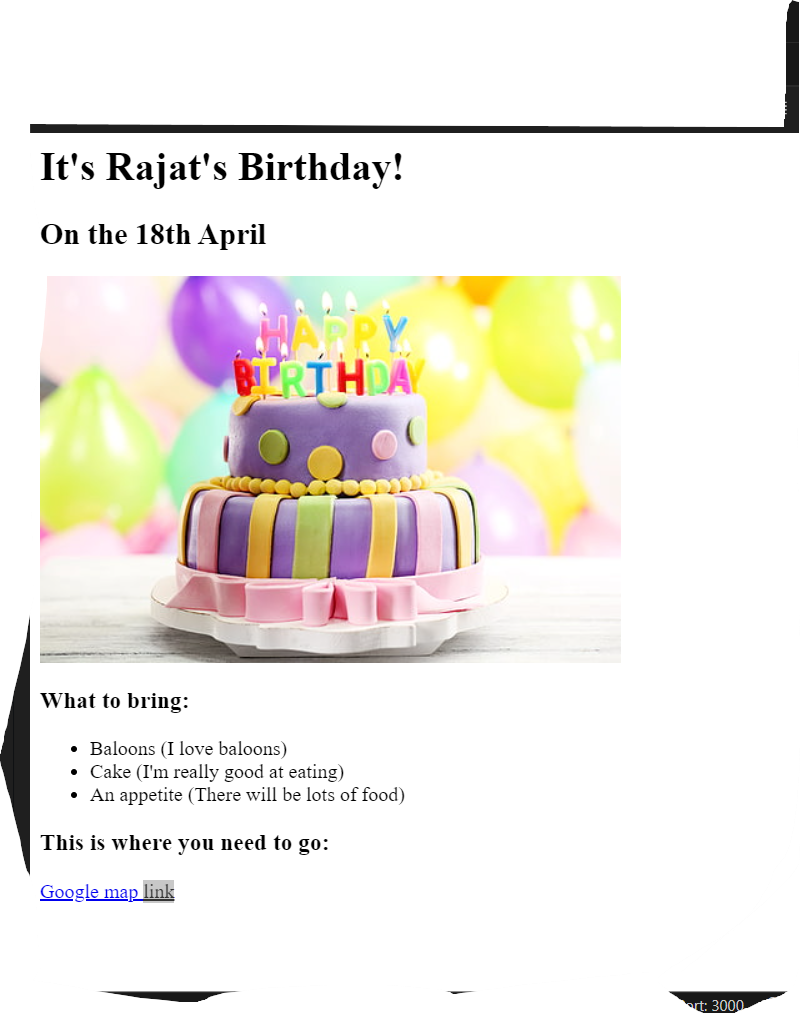 It's Rajat's Birthday!
On the 18th April
HAPPY
BIRTHDAY
What to bring:
Baloons (I love baloons)
Cake (I'm really good at eating)
An appetite (There will be lots of food)
This is where you need to go:
Google map link
ort: 3000